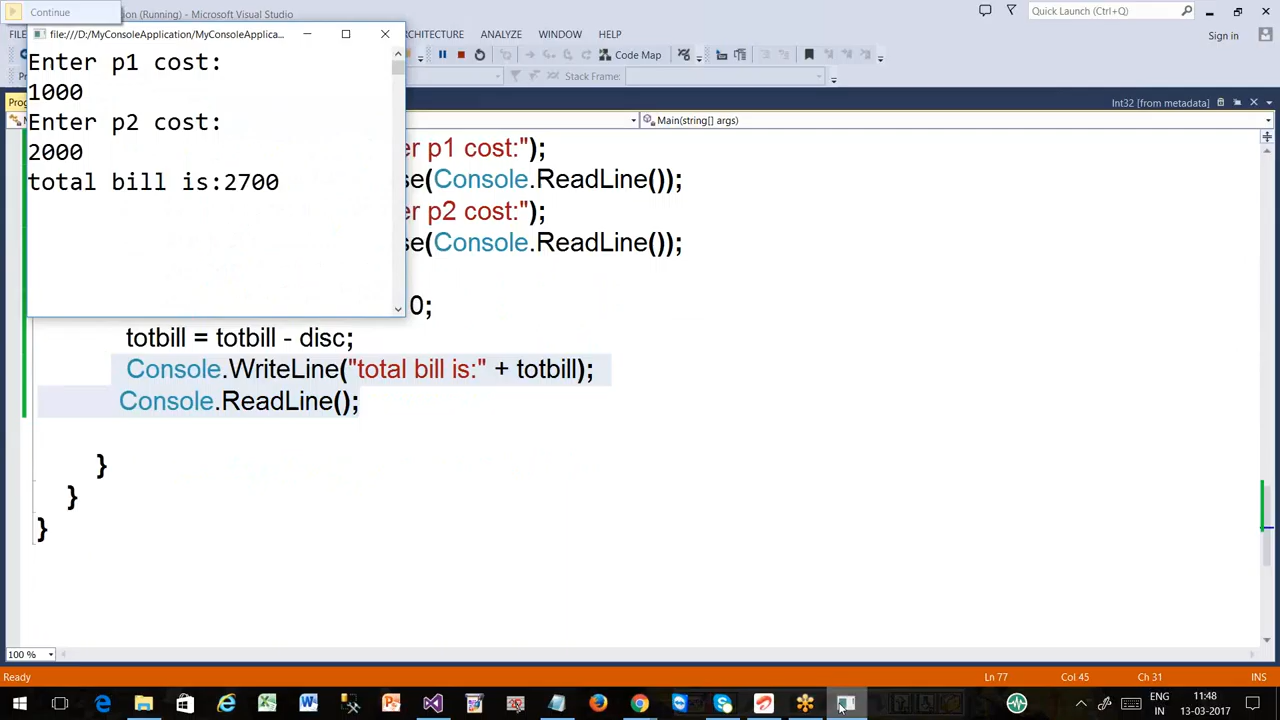 Continue
ion (Running) - Microsoft Visual Studio
Quick Launch (Ctrl+Q)
file:///D:/MyConsoleApplication/MyConsoleApplica...
CHITECTURE ANALYZE WINDOW HELP
Sign in
Code Map
Stack Frame:
Int32 [from metadata]
Main(string[] args)
Enter p1 cost:
1000
Enter p2 cost:
2000
total bill is:2700
er p1 cost:");
se(Console.ReadLine());
er p2 cost:");
se(Console.ReadLine());
0;
totbill = totbill - disc;
Console.WriteLine("total bill is:" + totbill);
Console.ReadLine();
}
}
}
100 %
Ready
Ln 77 Col 45 Ch 31 INS
ENG
IN
11:48
13-03-2017